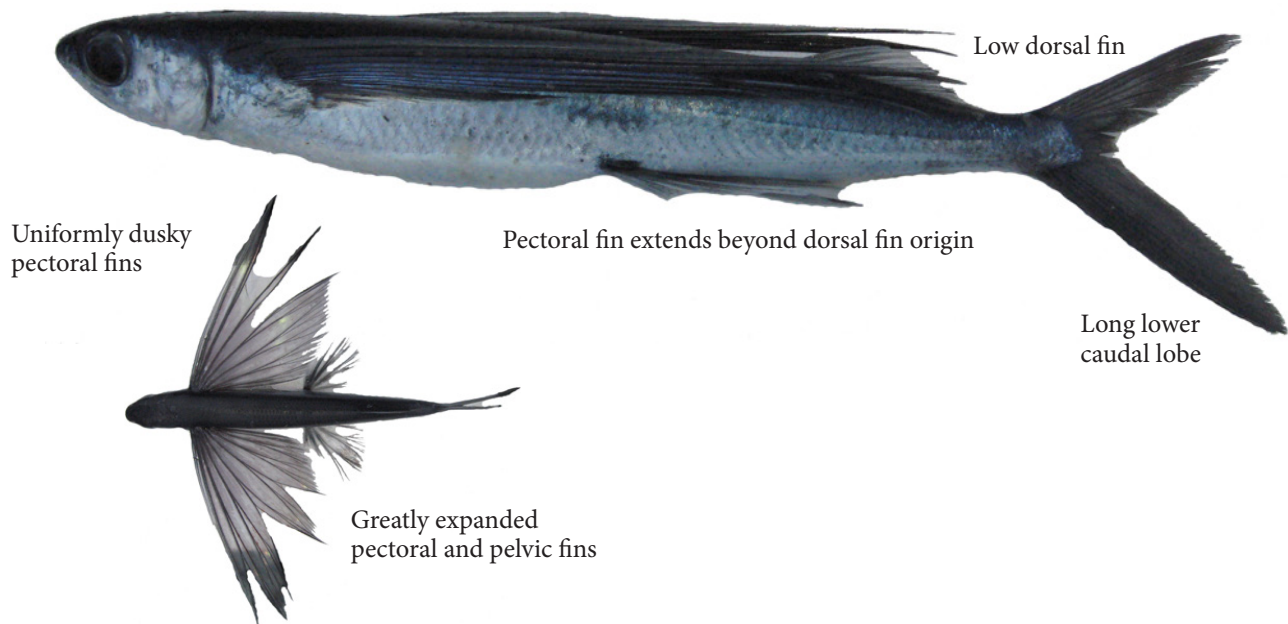 Low dorsal fin
Uniformly dusky
pectoral fins
Pectoral fin extends beyond dorsal fin origin
Long lower
caudal lobe
Greatly expanded
pectoral and pelvic fins